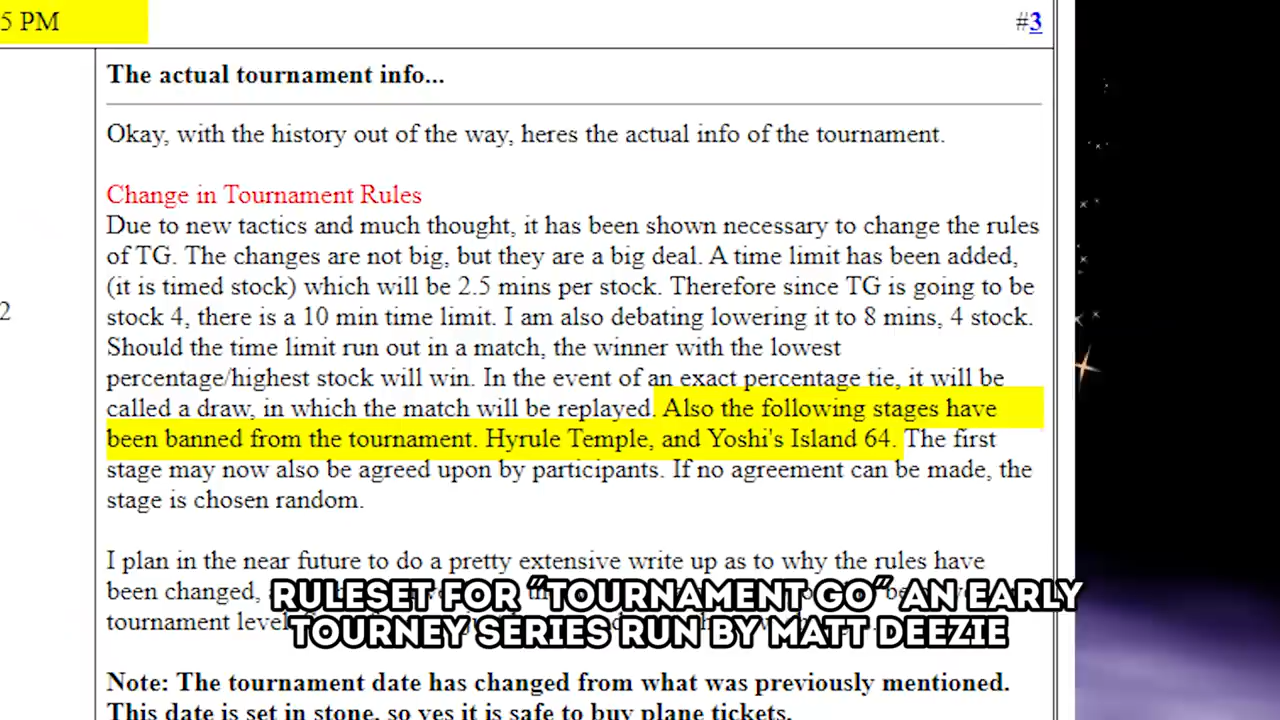 5 PM
#3
The actual tournament info...
Okay, with the history out of the way, heres the actual info of the tournament.
Change in Tournament Rules
Due to new tactics and much thought, it has been shown necessary to change the rules
of TG. The changes are not big, but they are a big deal. A time limit has been added,
(it is timed stock) which will be 2.5 mins per stock. Therefore since TG is going to be
stock 4, there is a 10 min time limit. I am also debating lowering it to 8 mins, 4 stock.
Should the time limit run out in a match, the winner with the lowest
percentage/highest stock will win. In the event of an exact percentage tie, it will be
called a draw, in which the match will be replayed. Also the following stages have
been banned from the tournament. Hyrule Temple, and Yoshi's Island 64. The first
stage may now also be agreed upon by participants. If no agreement can be made, the
stage is chosen random.
2
I plan in the near future to do a pretty extensive write up as to why the rules have
been changed,
tournament level
RULESET FOR “TOURNAMENT GO” AN EARLY
TOURNEY SERIES RUN BY MATT DEEZIE
Note: The tournament date has changed from what was previously mentioned.
This date is set in stone, so yes it is safe to buy plane tickets.